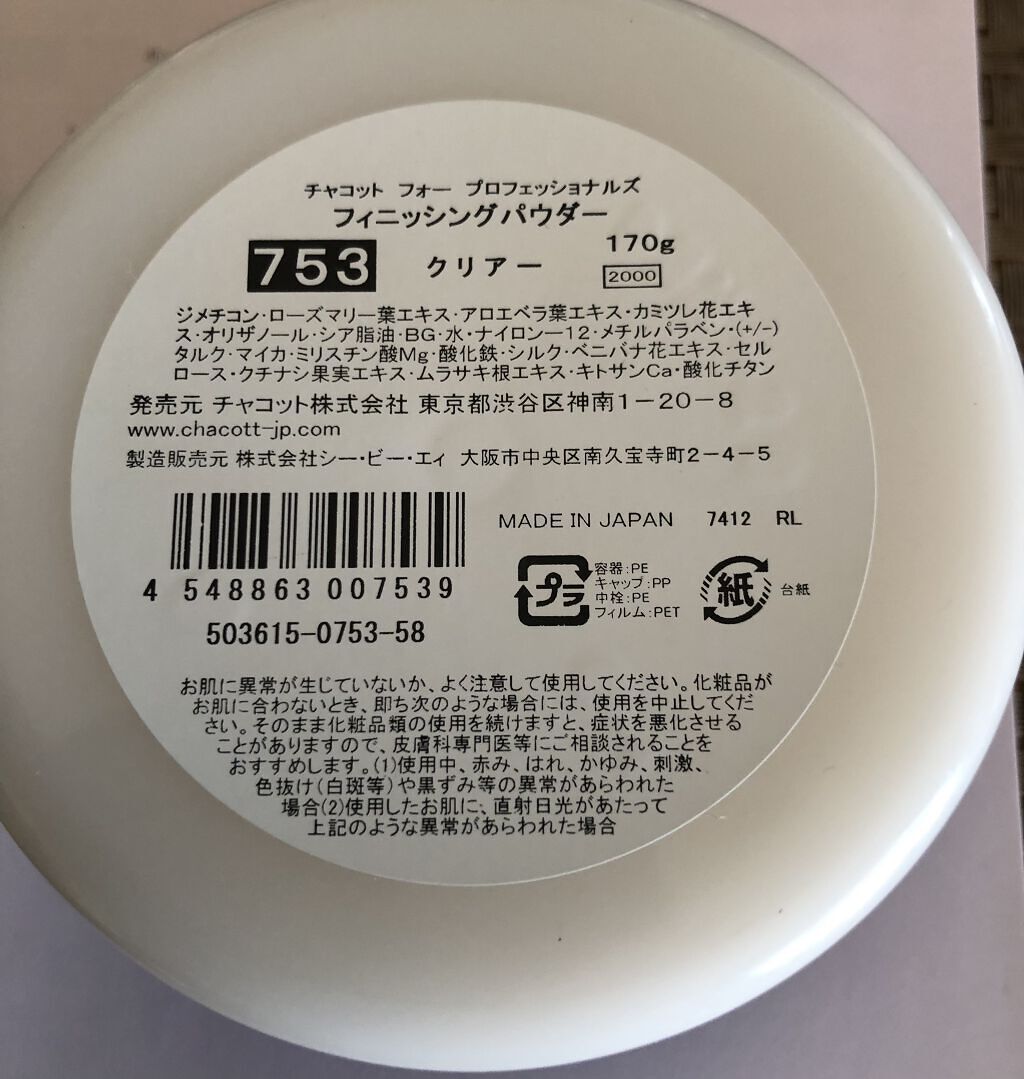 チャコット フォー プロフェッショナルズ
フィニッシングパウダー
753 クリアー 170g
2000
ジメチコン・ローズマリー葉エキス・アロエベラ葉エキス・カミツレ花エキ
ス・オリザノール・シア脂油・BG・水・ナイロン-12・メチルパラベン・(+/-)
タルク・マイカ・ミリスチン酸Mg・酸化鉄・シルク・ベニバナ花エキス・セル
ロース・クチナシ果実エキス・ムラサキ根エキス・キトサンCa・酸化チタン
発売元 チャコット株式会社 東京都渋谷区神南1-20-8
www.chacott-jp.com
製造販売元 株式会社シー・ビー・エィ 大阪市中央区南久宝寺町2-4-5
MADE IN JAPAN 7412 RL
4 548863 007539
503615-0753-58
プラ
容器:PE
キャップ:PP
中栓:PE
フィルム:PET
紙 台紙
お肌に異常が生じていないか、よく注意して使用してください。化粧品が
お肌に合わないとき、即ち次のような場合には、使用を中止してくだ
さい。そのまま化粧品類の使用を続けますと、症状を悪化させる
ことがありますので、皮膚科専門医等にご相談されることを
おすすめします。(1)使用中、赤み、はれ、かゆみ、刺激、
色抜け(白斑等)や黒ずみ等の異常があらわれた
場合(2)使用したお肌に、直射日光があたって
上記のような異常があらわれた場合